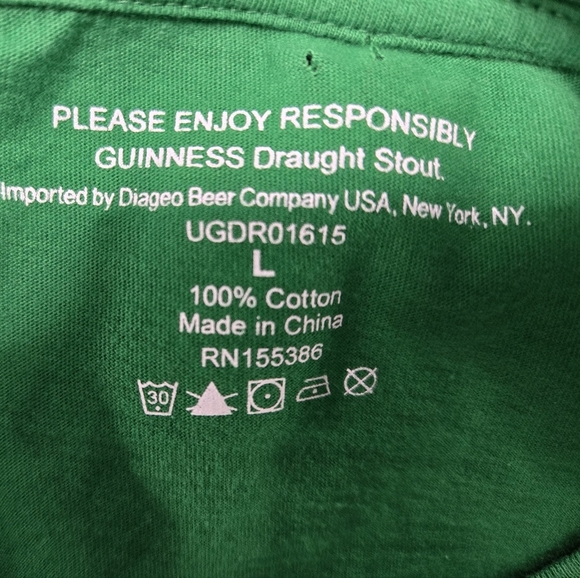 PLEASE ENJOY RESPONSIBLY
GUINNESS Draught Stout.
Imported by Diageo Beer Company USA, New York, NY.
UGDR01615
L
100% Cotton
Made in China
RN155386
30